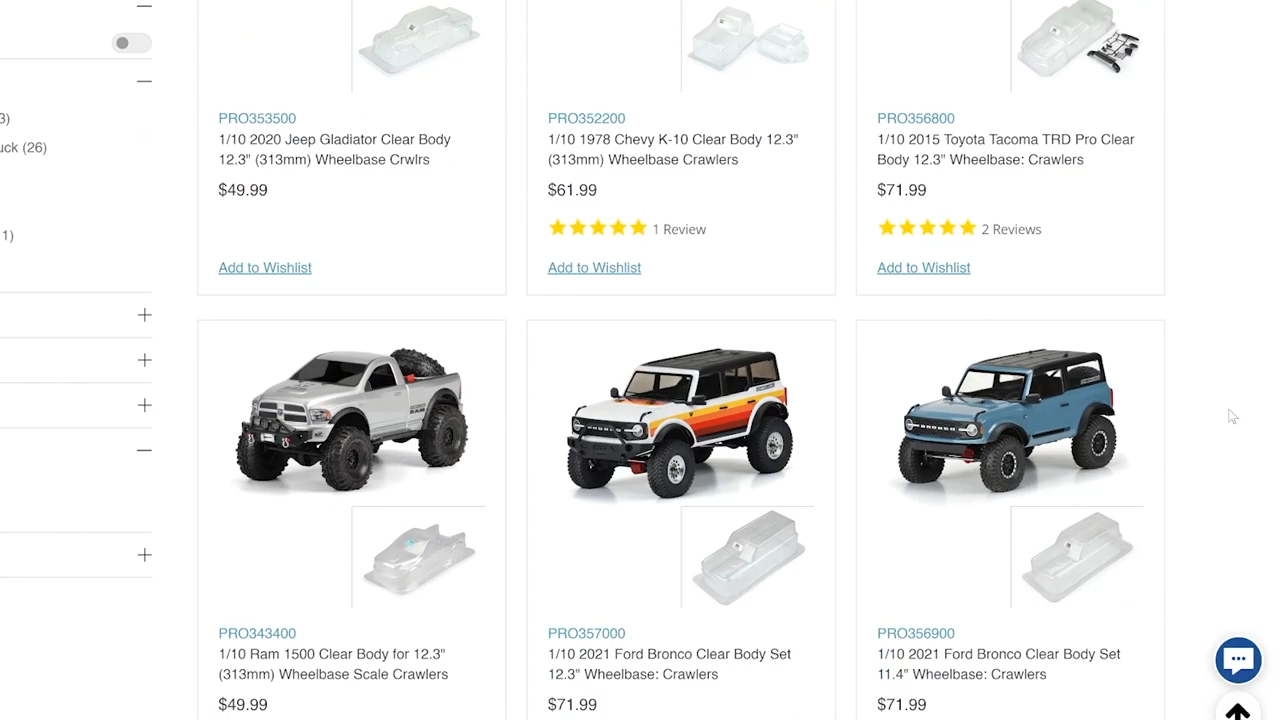 3)
uck (26)
1)
PRO353500
1/10 2020 Jeep Gladiator Clear Body
12.3" (313mm) Wheelbase Crwlrs
$49.99
Add to Wishlist
PRO352200
1/10 1978 Chevy K-10 Clear Body 12.3"
(313mm) Wheelbase Crawlers
$61.99
1 Review
Add to Wishlist
PRO356800
1/10 2015 Toyota Tacoma TRD Pro Clear
Body 12.3" Wheelbase: Crawlers
$71.99
2 Reviews
Add to Wishlist
PRO343400
1/10 Ram 1500 Clear Body for 12.3"
(313mm) Wheelbase Scale Crawlers
$49.99
BRONCO
PRO357000
1/10 2021 Ford Bronco Clear Body Set
12.3" Wheelbase: Crawlers
$71.99
BRONCO
PRO356900
1/10 2021 Ford Bronco Clear Body Set
11.4" Wheelbase: Crawlers
$71.99